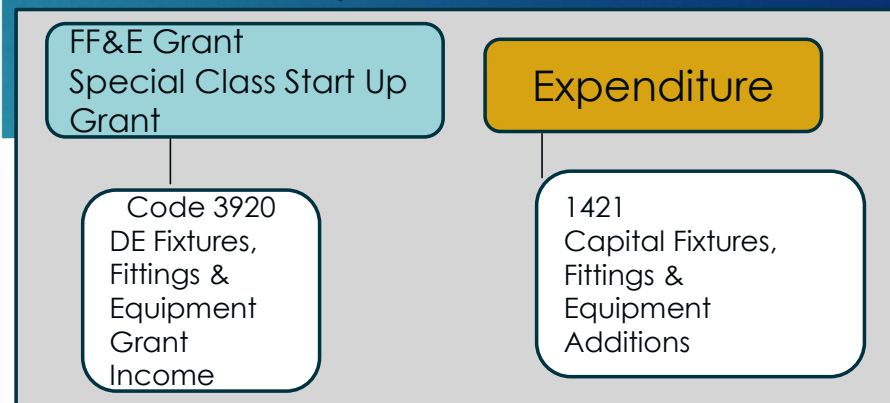 FF&E Grant
Special Class Start Up
Grant
Expenditure
Code 3920
DE Fixtures,
Fittings &
Equipment
Grant
Income
1421
Capital Fixtures,
Fittings &
Equipment
Additions